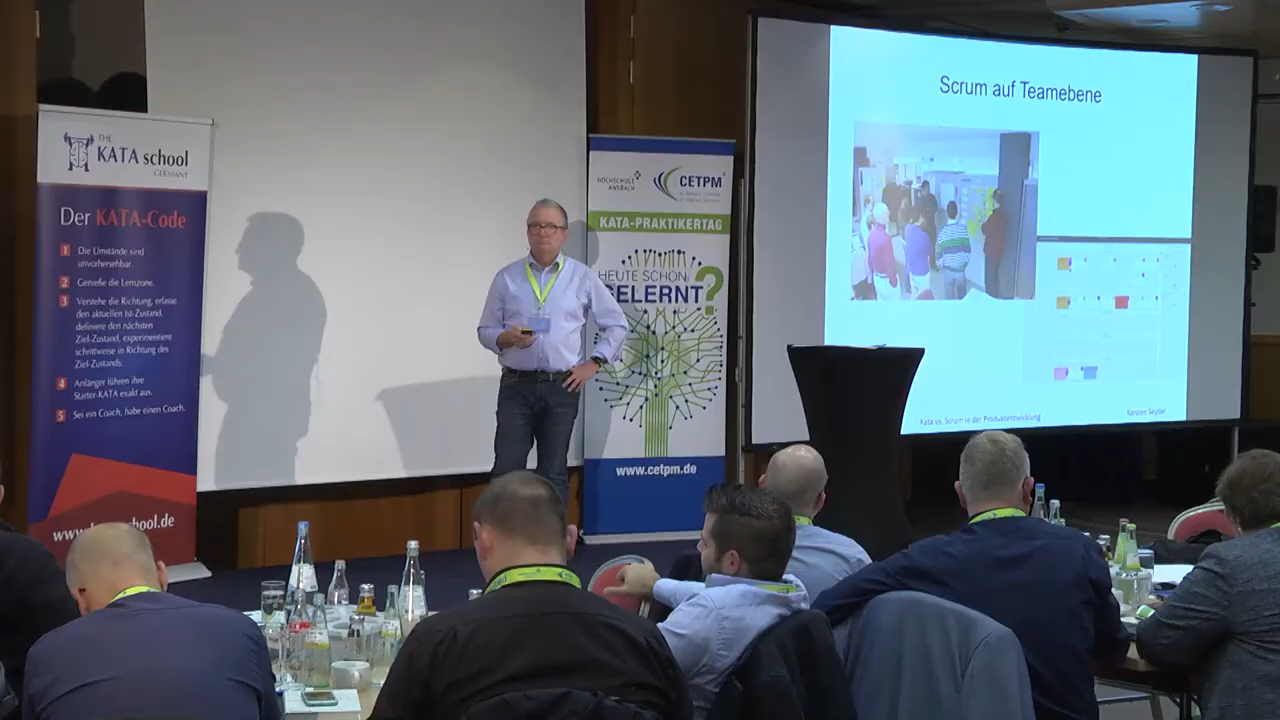 THE
KATA school
GERMANY
Der KATA-Code
1 Die Umstände sind
unvorhersehbar.
2 Genieße die Lernzone.
3 Verstehe die Richtung, erfasse
den aktuellen Ist-Zustand,
definiere den nächsten
Ziel-Zustand, experimentiere
schrittweise in Richtung des
Ziel-Zustands.
4 Anfänger führen ihre
Starter-KATA exakt aus.
5 Sei ein Coach, habe einen Coach.
HOCHSCHULE
ANSBACH
CETPM
KATA-PRAKTIKERTAG
HEUTE SCHON
GELERNT?
www.cetpm.de
Scrum auf Teamebene
Kata vs. Scrum in der Produktentwicklung
Karsten Seydel